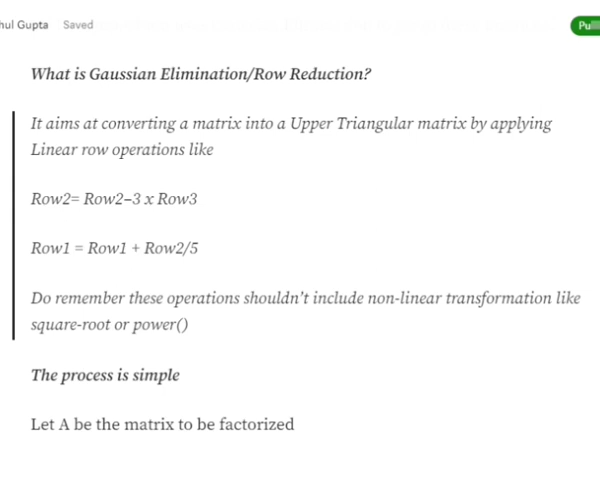 hul Gupta Saved
What is Gaussian Elimination/Row Reduction?
It aims at converting a matrix into a Upper Triangular matrix by applying
Linear row operations like
Row2= Row2–3 x Row3
Row1 = Row1 + Row2/5
Do remember these operations shouldn’t include non-linear transformation like
square-root or power()
The process is simple
Let A be the matrix to be factorized